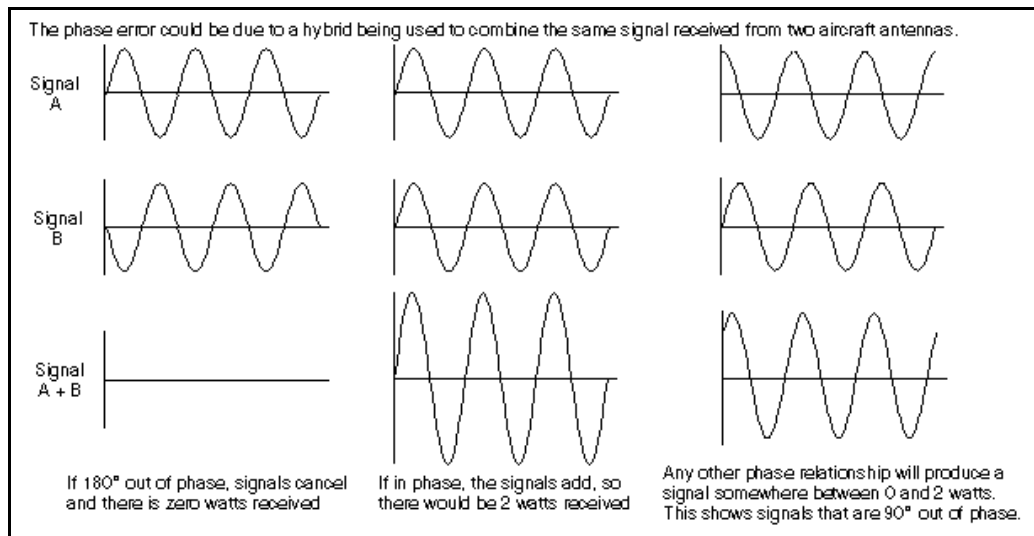 The phase error could be due to a hybrid being used to combine the same signal received from two aircraft antennas.
Signal
A
Signal
B
Signal
A + B
If 180° out of phase, signals cancel
and there is zero watts received
If in phase, the signals add, so
there would be 2 watts received
Any other phase relationship will produce a
signal somewhere between 0 and 2 watts.
This shows signals that are 90° out of phase.